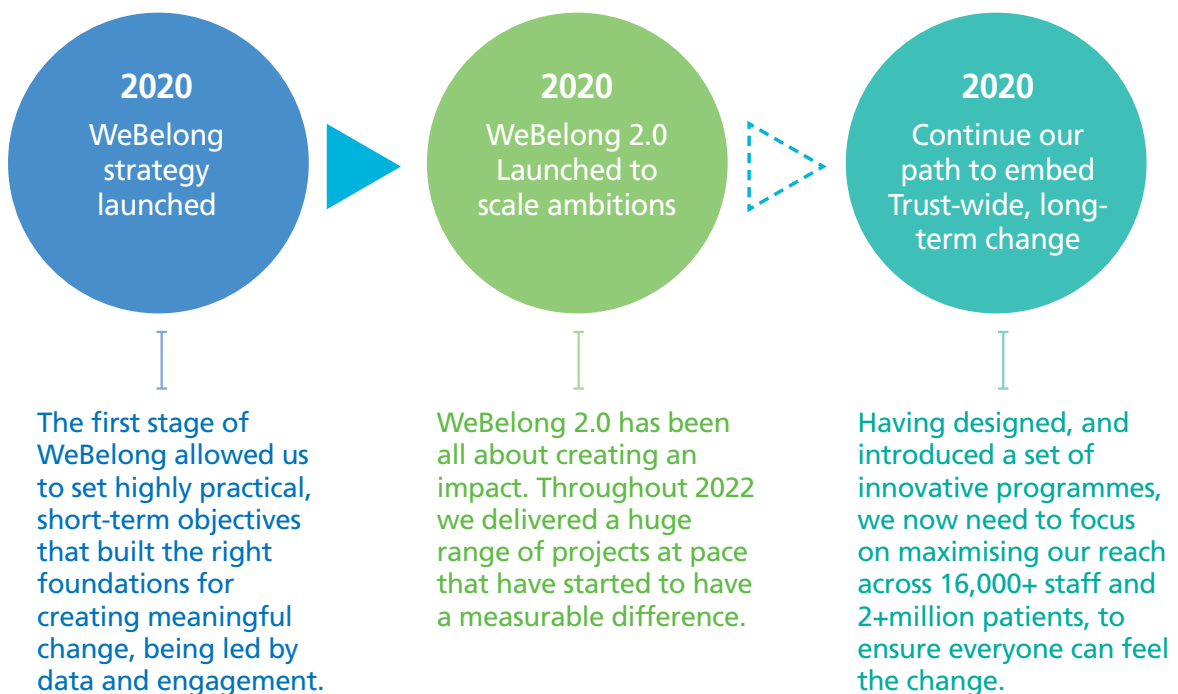 2020
WeBelong
strategy
launched
2020
WeBelong 2.0
Launched to
scale ambitions
2020
Continue our
path to embed
Trust-wide, long-
term change
The first stage of
WeBelong allowed us
to set highly practical,
short-term objectives
that built the right
foundations for
creating meaningful
change, being led by
data and engagement.
WeBelong 2.0 has been
all about creating an
impact. Throughout 2022
we delivered a huge
range of projects at pace
that have started to have
a measurable difference.
Having designed, and
introduced a set of
innovative programmes,
we now need to focus
on maximising our reach
across 16,000+ staff and
2+million patients, to
ensure everyone can feel
the change.